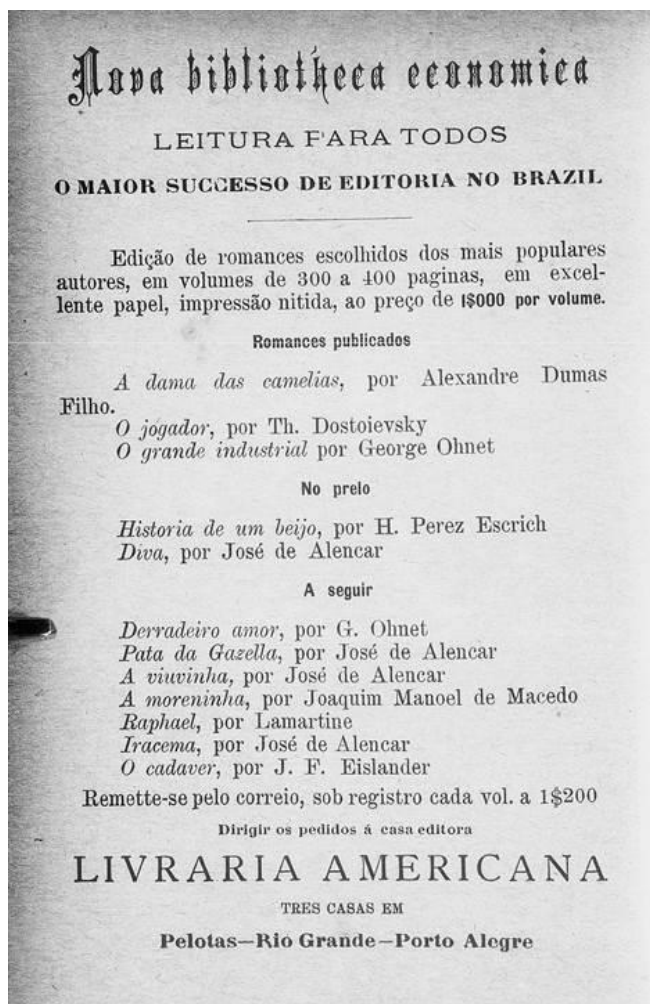 Nova bibliotheca economica
LEITURA PARA TODOS
O MAIOR SUCCESSO DE EDITORIA NO BRAZIL
Edição de romances escolhidos dos mais populares
autores, em volumes de 300 a 400 paginas, em excel-
lente papel, impressão nitida, ao preço de 1$000 por volume.
Romances publicados
A dama das camelias, por Alexandre Dumas
Filho.
O jogador, por Th. Dostoievsky
O grande industrial por George Ohnet
No prelo
Historia de um beijo, por H. Perez Escrich
Diva, por José de Alencar
A seguir
Derradeiro amor, por G. Ohnet
Pata da Gazella, por José de Alencar
A viuvinha, por José de Alencar
A moreninha, por Joaquim Manoel de Macedo
Raphael, por Lamartine
Iracema, por José de Alencar
O cadaver, por J. F. Eislander
Remette-se pelo correio, sob registro cada vol. a 1$200
Dirigir os pedidos á casa editora
LIVRARIA AMERICANA
TRES CASAS EM
Pelotas—Rio Grande—Porto Alegre